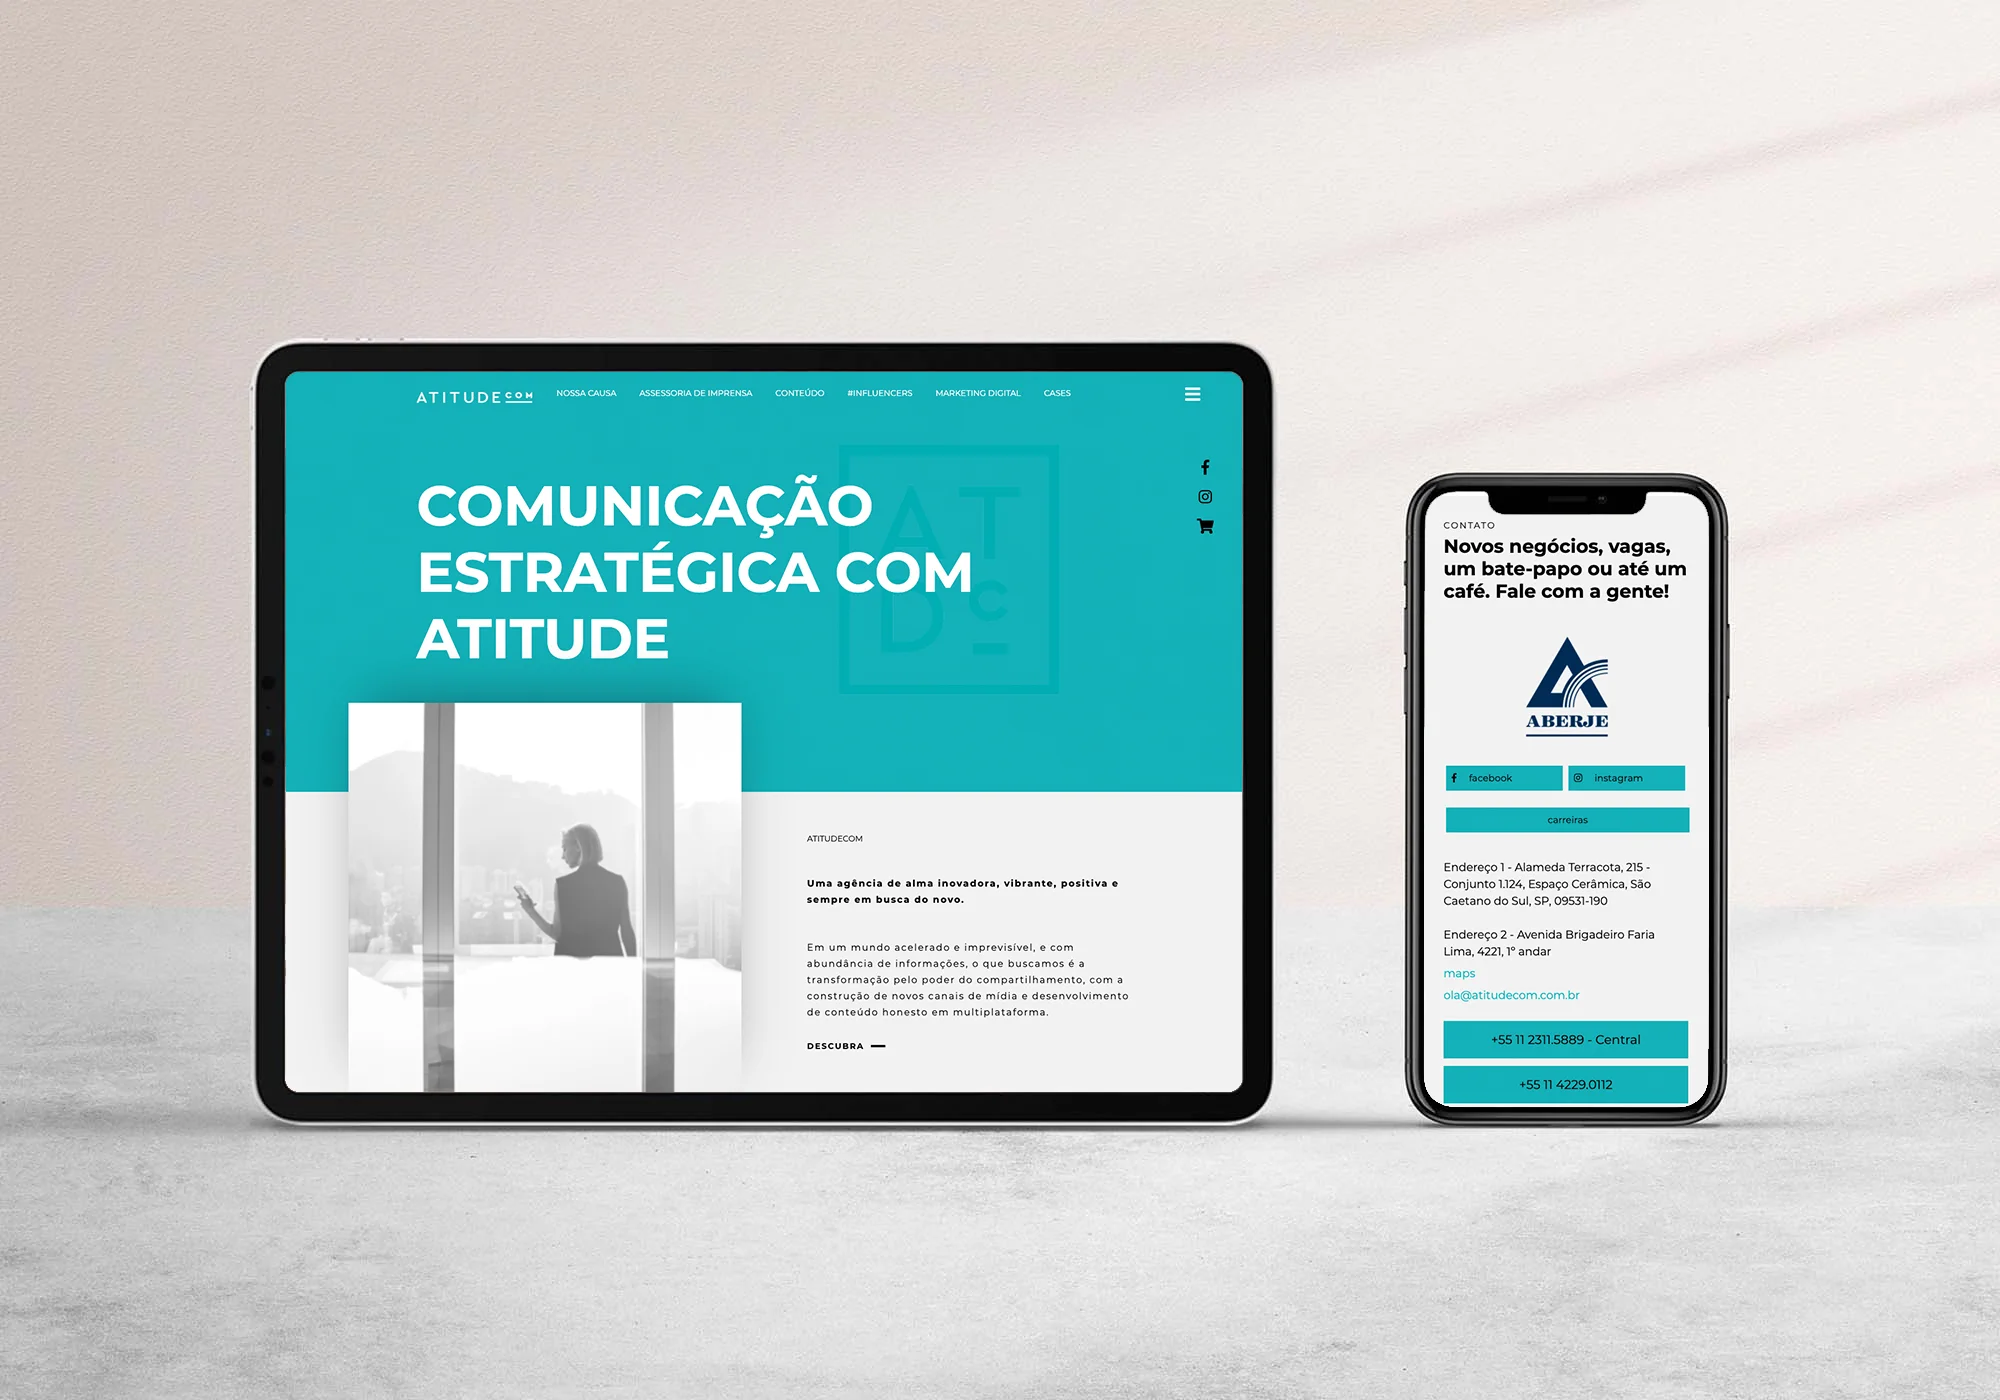 ATITUDECOM
NOSSA CAUSA
ASSESSORIA DE IMPRENSA
CONTEÚDO
#INFLUENCERS
MARKETING DIGITAL
CASES
COMUNICAÇÃO
ESTRATÉGICA COM
ATITUDE
AT
Dc
ATITUDECOM
Uma agência de alma inovadora, vibrante, positiva e
sempre em busca do novo.
Em um mundo acelerado e imprevisível, e com
abundância de informações, o que buscamos é a
transformação pelo poder do compartilhamento, com a
construção de novos canais de mídia e desenvolvimento
de conteúdo honesto em multiplataforma.
DESCUBRA
CONTATO
Novos negócios, vagas,
um bate-papo ou até um
café. Fale com a gente!
ABERJE
facebook
instagram
carreiras
Endereço 1 - Alameda Terracota, 215 -
Conjunto 1.124, Espaço Cerâmica, São
Caetano do Sul, SP, 09531-190
Endereço 2 - Avenida Brigadeiro Faria
Lima, 4221, 1º andar
maps
ola@atitudecom.com.br
+55 11 2311.5889 - Central
+55 11 4229.0112